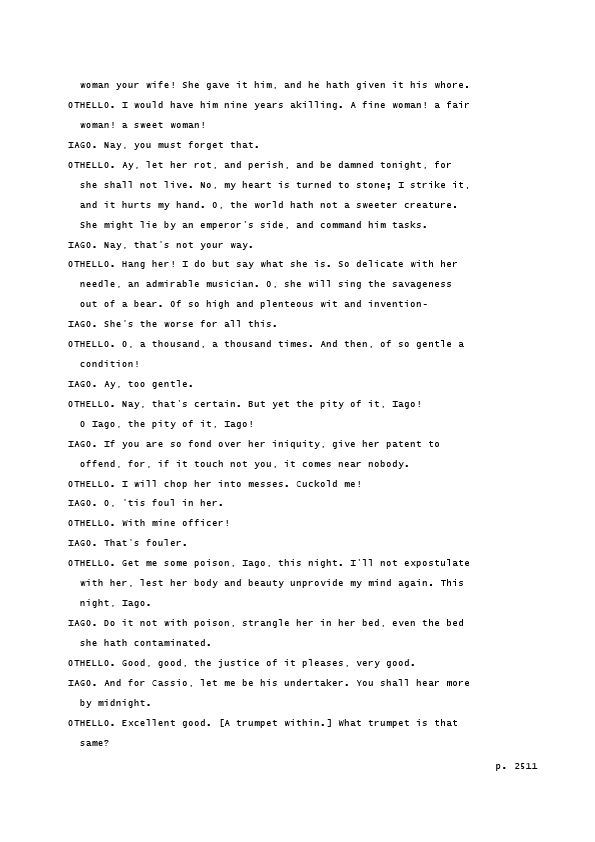 woman your wife! She gave it him, and he hath given it his whore.
OTHELLO. I would have him nine years akilling. A fine woman! a fair
woman! a sweet woman!
IAGO. Nay, you must forget that.
OTHELLO. Ay, let her rot, and perish, and be damned tonight, for
she shall not live. No, my heart is turned to stone; I strike it,
and it hurts my hand. O, the world hath not a sweeter creature.
She might lie by an emperor's side, and command him tasks.
IAGO. Nay, that's not your way.
OTHELLO. Hang her! I do but say what she is. So delicate with her
needle, an admirable musician. O, she will sing the savageness
out of a bear. Of so high and plenteous wit and invention-
IAGO. She's the worse for all this.
OTHELLO. O, a thousand, a thousand times. And then, of so gentle a
condition!
IAGO. Ay, too gentle.
OTHELLO. Nay, that's certain. But yet the pity of it, Iago!
O Iago, the pity of it, Iago!
IAGO. If you are so fond over her iniquity, give her patent to
offend, for, if it touch not you, it comes near nobody.
OTHELLO. I will chop her into messes. Cuckold me!
IAGO. O, 'tis foul in her.
OTHELLO. With mine officer!
IAGO. That's fouler.
OTHELLO. Get me some poison, Iago, this night. I'll not expostulate
with her, lest her body and beauty unprovide my mind again. This
night, Iago.
IAGO. Do it not with poison, strangle her in her bed, even the bed
she hath contaminated.
OTHELLO. Good, good, the justice of it pleases, very good.
IAGO. And for Cassio, let me be his undertaker. You shall hear more
by midnight.
OTHELLO. Excellent good. [A trumpet within.] What trumpet is that
same?
p. 2511